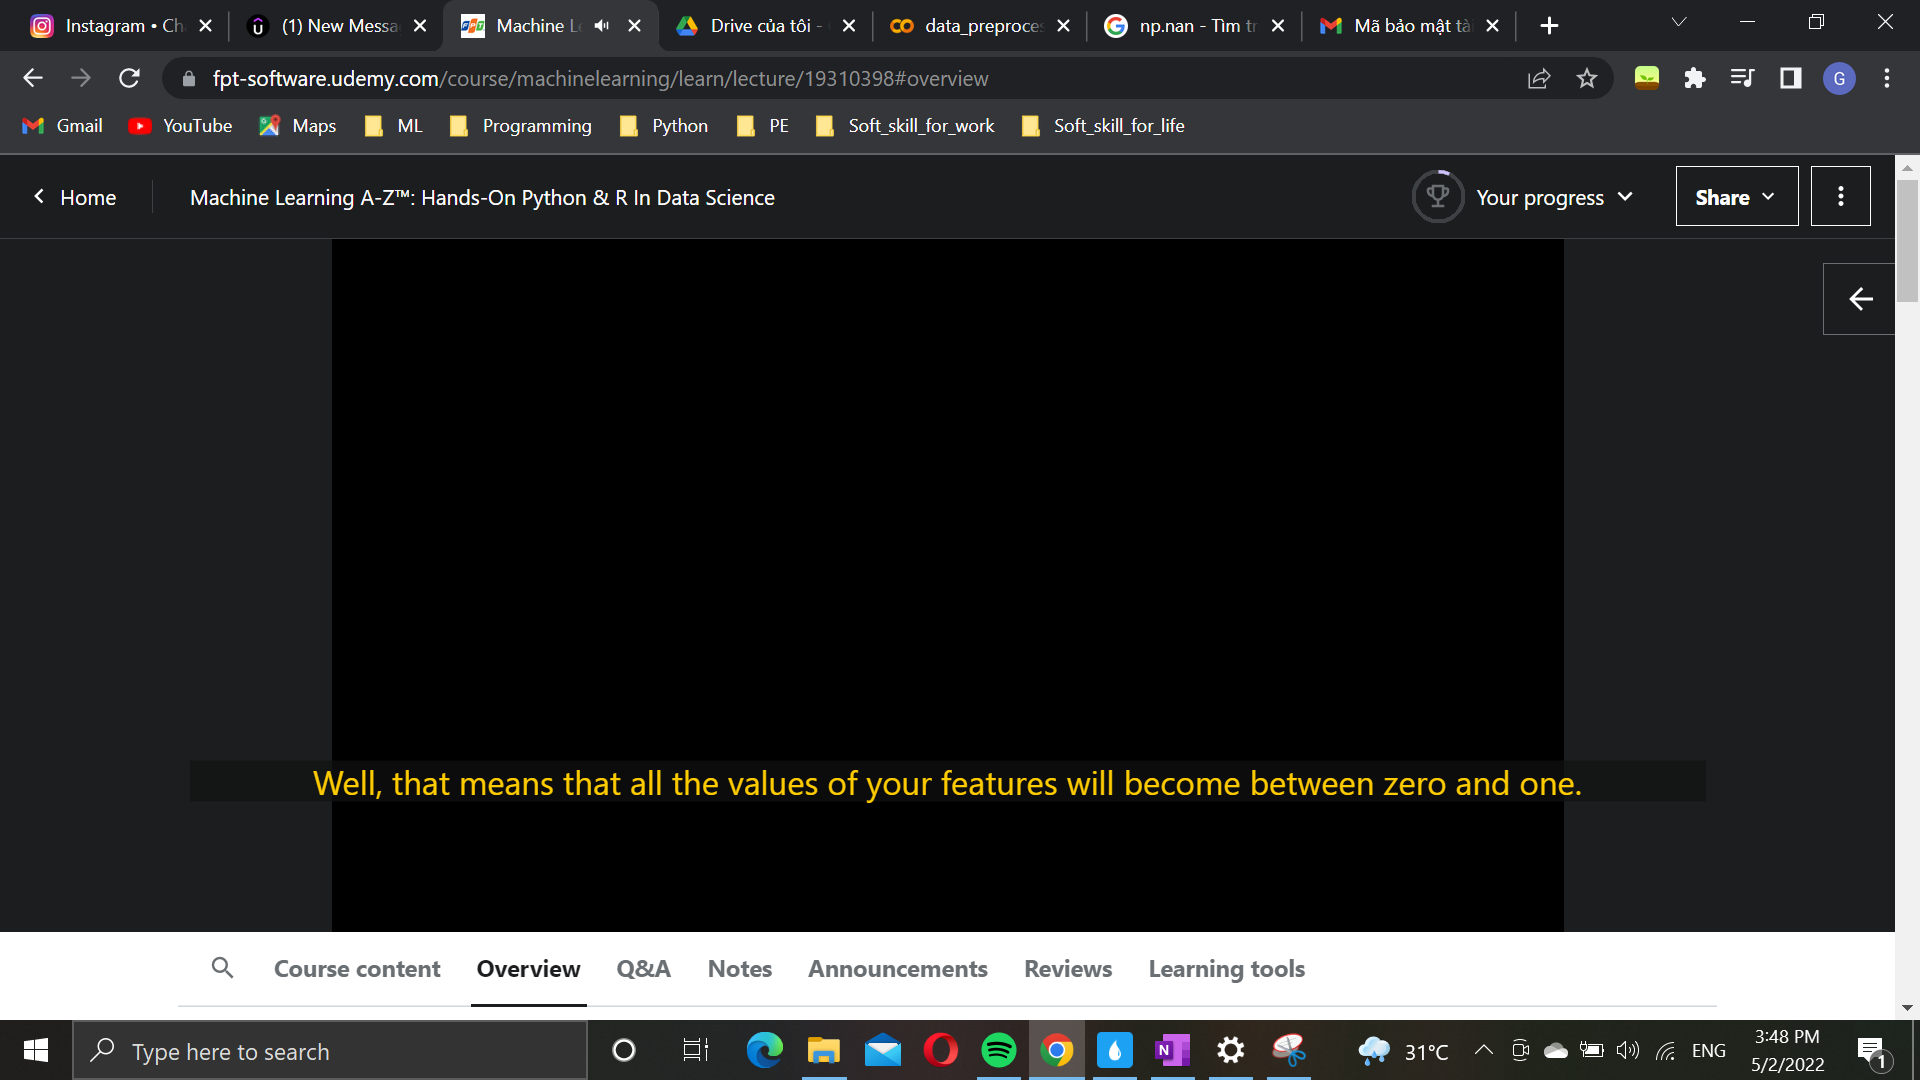 Instagram • Ch
(1) New Messa
Machine Le
Drive của tôi -
data_preproces
np.nan - Tìm tr
Mã bảo mật tà
fpt-software.udemy.com/course/machinelearning/learn/lecture/19310398#overview
G
Gmail
YouTube
Maps
ML
Programming
Python
PE
Soft_skill_for_work
Soft_skill_for_life
Home
Machine Learning A-Z™: Hands-On Python & R In Data Science
Your progress
Share
Well, that means that all the values of your features will become between zero and one.
Course content
Overview
Q&A
Notes
Announcements
Reviews
Learning tools
Type here to search
31°C
ENG
3:48 PM
5/2/2022
1